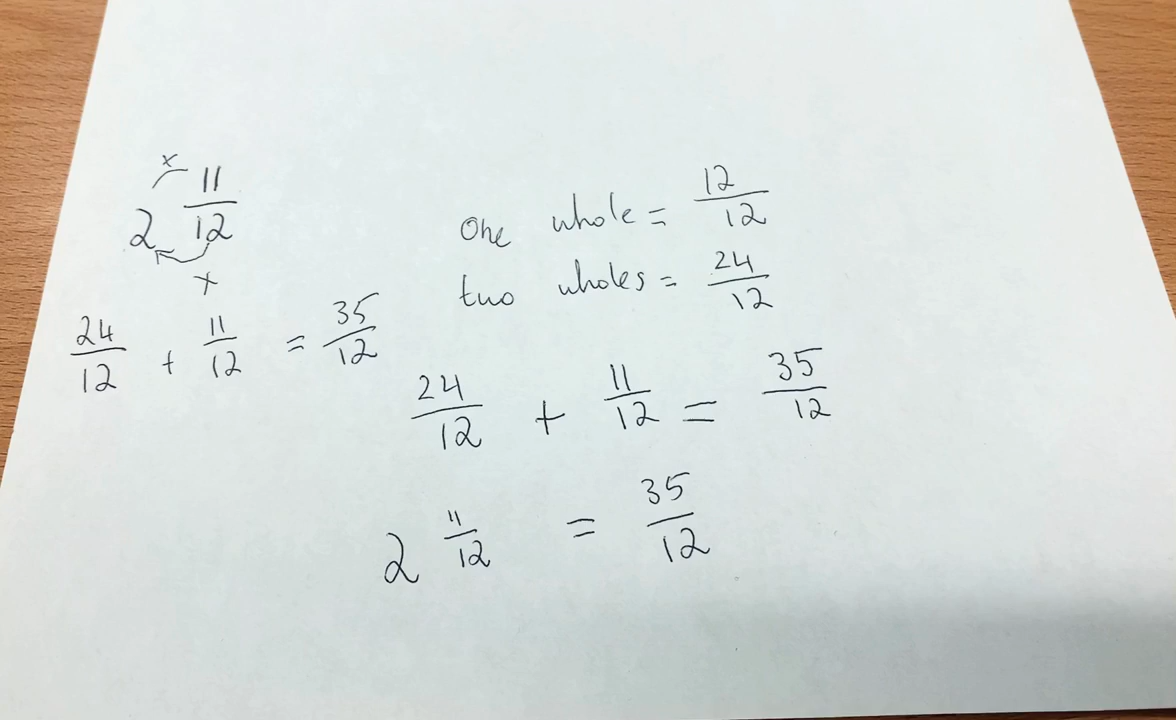 x
2 11/12
x
24/12 + 11/12 = 35/12
One whole = 12/12
two wholes = 24/12
24/12 + 11/12 = 35/12
2 11/12 = 35/12